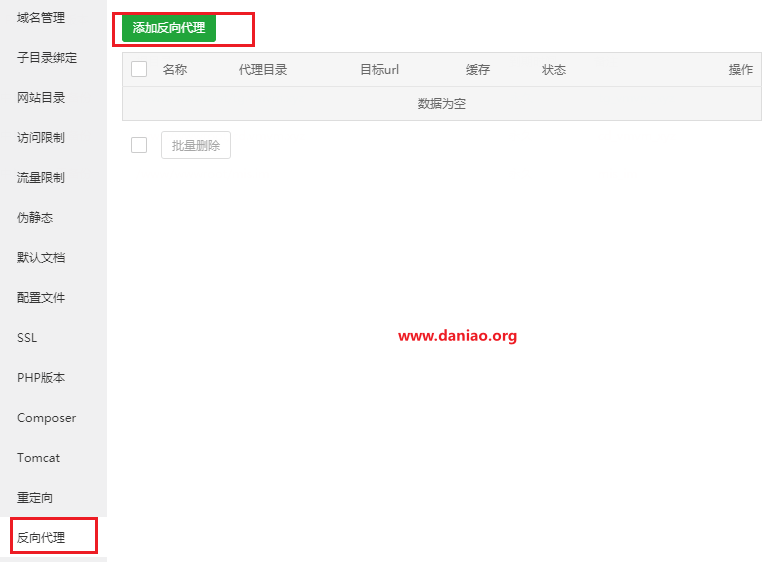 域名管理
子目录绑定
网站目录
访问限制
流量限制
伪静态
默认文档
配置文件
SSL
PHP版本
Composer
Tomcat
重定向
反向代理
添加反向代理
名称 代理目录 目标url 缓存 状态 操作
数据为空
批量删除
www.daniao.org